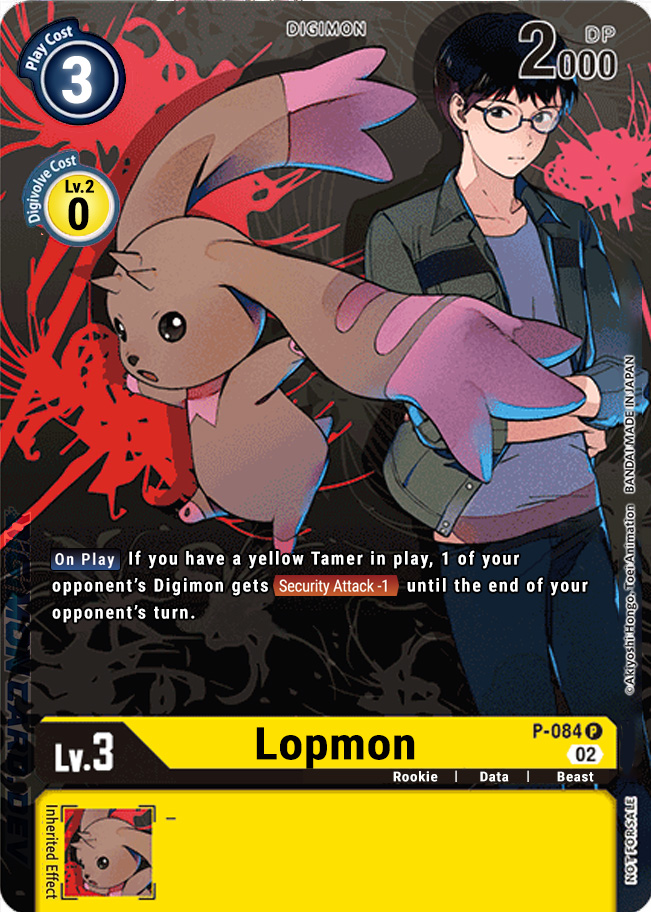 DIGIMON
Play Cost
3
DP
2000
Digivolve Cost
Lv.2
0
On Play If you have a yellow Tamer in play, 1 of your
opponent's Digimon gets Security Attack -1 until the end of your
opponent's turn.
©Akiyoshi Hongo, Toei Animation BANDAI MADE IN JAPAN
DIGIMON CARD DEV
Lv.3
Lopmon
P-084 P
02
Rookie | Data | Beast
Inherited Effect
-
NOT FOR SALE